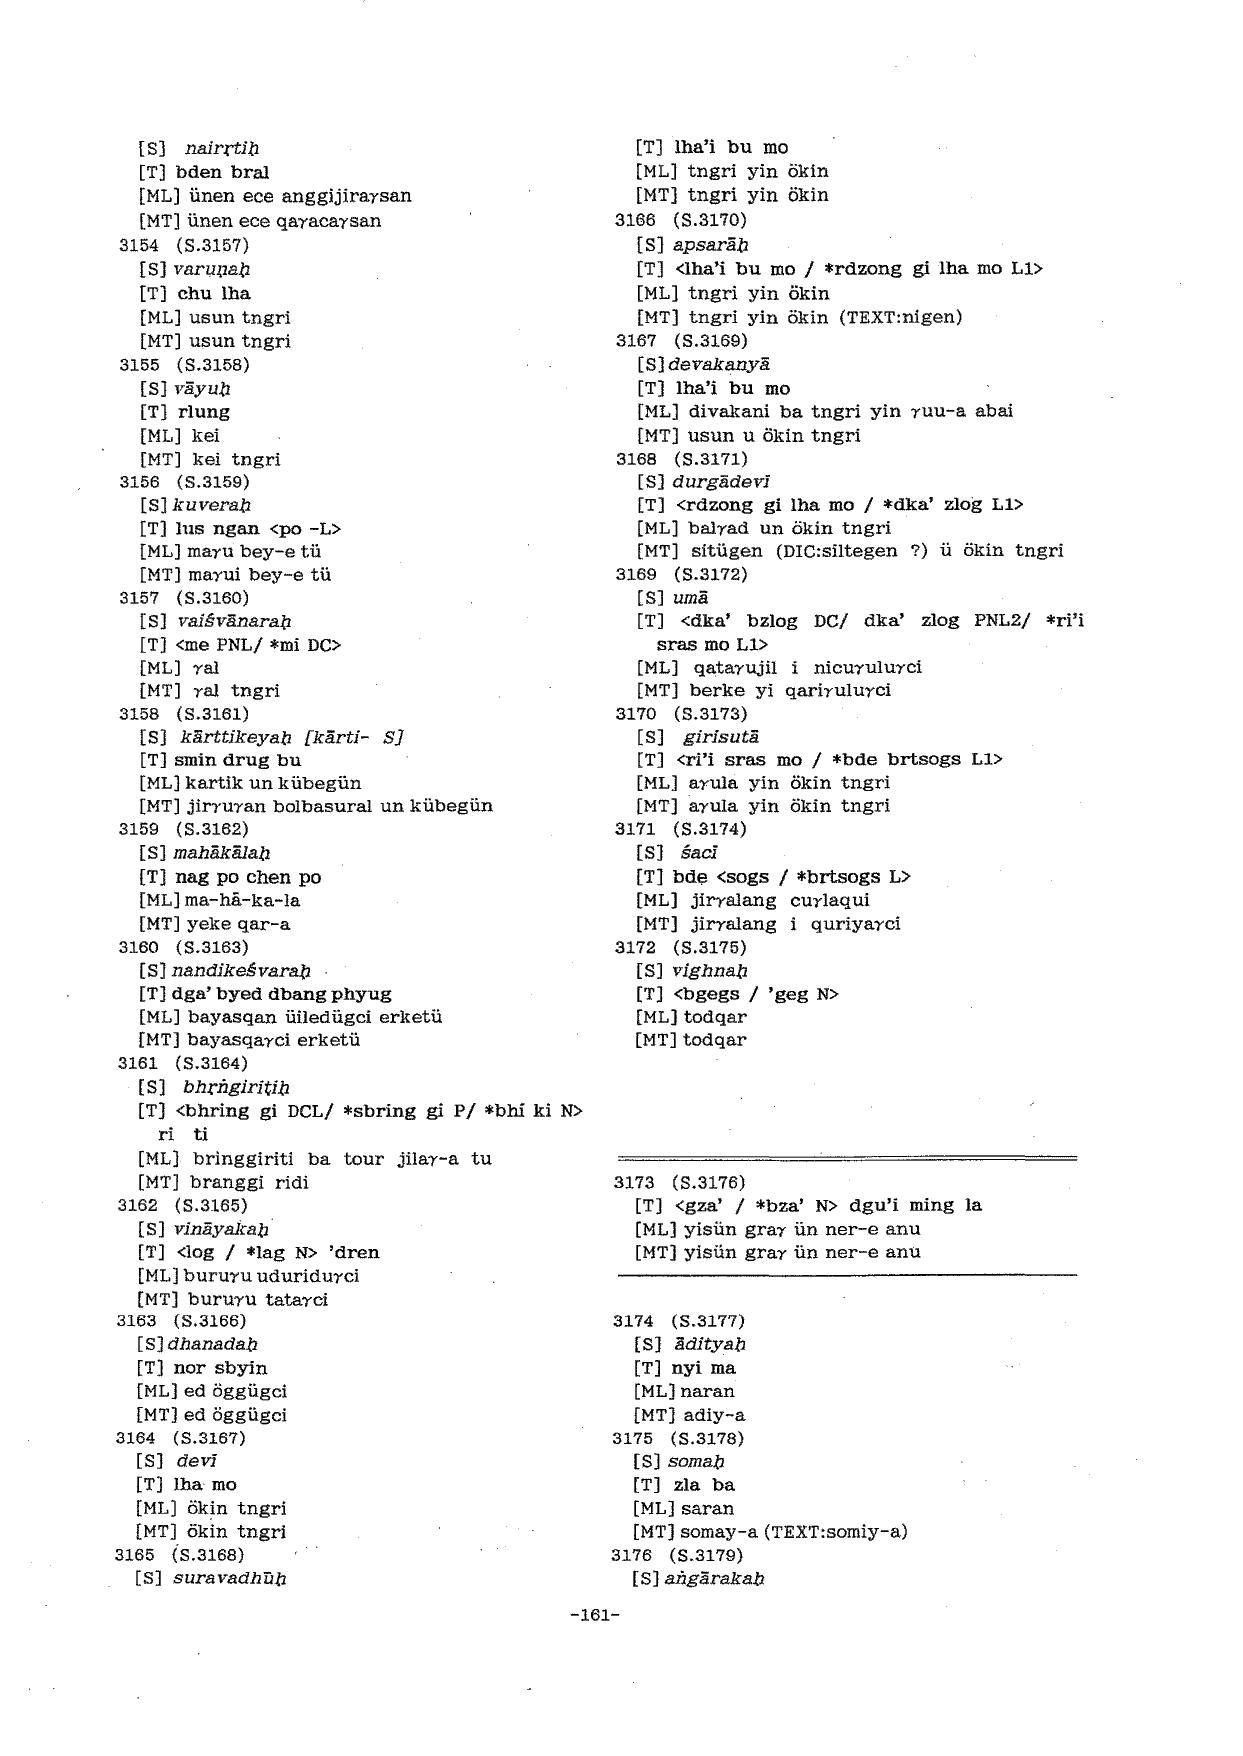 [S] nairṛtiḥ
[T] bden bral
[ML] ünen ece anggijiraγsan
[MT] ünen ece qaγacaγsan
3154 (S.3157)
[S] varuṇaḥ
[T] chu lha
[ML] usun tngri
[MT] usun tngri
3155 (S.3158)
[S] vāyuḥ
[T] rlung
[ML] kei
[MT] kei tngri
3156 (S.3159)
[S] kuveraḥ
[T] lus ngan <po -L>
[ML] maγu bey-e tü
[MT] maγui bey-e tü
3157 (S.3160)
[S] vaiśvānaraḥ
[T] <me PNL/ *mi DC>
[ML] γal
[MT] γal tngri
3158 (S.3161)
[S] kārttikeyaḥ [kārti- S]
[T] smin drug bu
[ML] kartik un kübegün
[MT] jirγuγan bolbasural un kübegün
3159 (S.3162)
[S] mahākālaḥ
[T] nag po chen po
[ML] ma-hā-ka-la
[MT] yeke qar-a
3160 (S.3163)
[S] nandikeśvaraḥ
[T] dga' byed dbang phyug
[ML] bayasqan üiledügci erketü
[MT] bayasqaγci erketü
3161 (S.3164)
[S] bhṛṅgiriṭiḥ
[T] <bhring gi DCL/ *sbring gi P/ *bhi ki N>
ri ti
[ML] bringgiriti ba tour jilaγ-a tu
[MT] branggi ridi
3162 (S.3165)
[S] vināyakaḥ
[T] <log / *lag N> 'dren
[ML] buruγu uduriduγci
[MT] buruγu tataγci
3163 (S.3166)
[S] dhanadaḥ
[T] nor sbyin
[ML] ed öggügci
[MT] ed öggügci
3164 (S.3167)
[S] devī
[T] lha mo
[ML] ökin tngri
[MT] ökin tngri
3165 (S.3168)
[S] suravadhūḥ
[T] lha'i bu mo
[ML] tngri yin ökin
[MT] tngri yin ökin
3166 (S.3170)
[S] apsarāḥ
[T] <lha'i bu mo / *rdzong gi lha mo L1>
[ML] tngri yin ökin
[MT] tngri yin ökin (TEXT:nigen)
3167 (S.3169)
[S] devakanyā
[T] lha'i bu mo
[ML] divakani ba tngri yin γuu-a abai
[MT] usun u ökin tngri
3168 (S.3171)
[S] durgādevī
[T] <rdzong gi lha mo / *dka' zlog L1>
[ML] balγad un ökin tngri
[MT] sitügen (DIC:siltegen ?) ü ökin tngri
3169 (S.3172)
[S] umā
[T] <dka' bzlog DC/ dka' zlog PNL2/ *ri'i
sras mo L1>
[ML] qataγujil i nicuγuluγci
[MT] berke yi qariγuluγci
3170 (S.3173)
[S] girisutā
[T] <ri'i sras mo / *bde brtsogs L1>
[ML] aγula yin ökin tngri
[MT] aγula yin ökin tngri
3171 (S.3174)
[S] śacī
[T] bde <sogs / *brtsogs L>
[ML] jirγalang cuγlaqui
[MT] jirγalang i quriyaγci
3172 (S.3175)
[S] vighnaḥ
[T] <bgegs / 'geg N>
[ML] todqar
[MT] todqar
3173 (S.3176)
[T] <gza' / *bza' N> dgu'i ming la
[ML] yisün graγ ün ner-e anu
[MT] yisün graγ ün ner-e anu
3174 (S.3177)
[S] ādityaḥ
[T] nyi ma
[ML] naran
[MT] adiy-a
3175 (S.3178)
[S] somaḥ
[T] zla ba
[ML] saran
[MT] somay-a (TEXT:somiy-a)
3176 (S.3179)
[S] aṅgārakaḥ
-161-